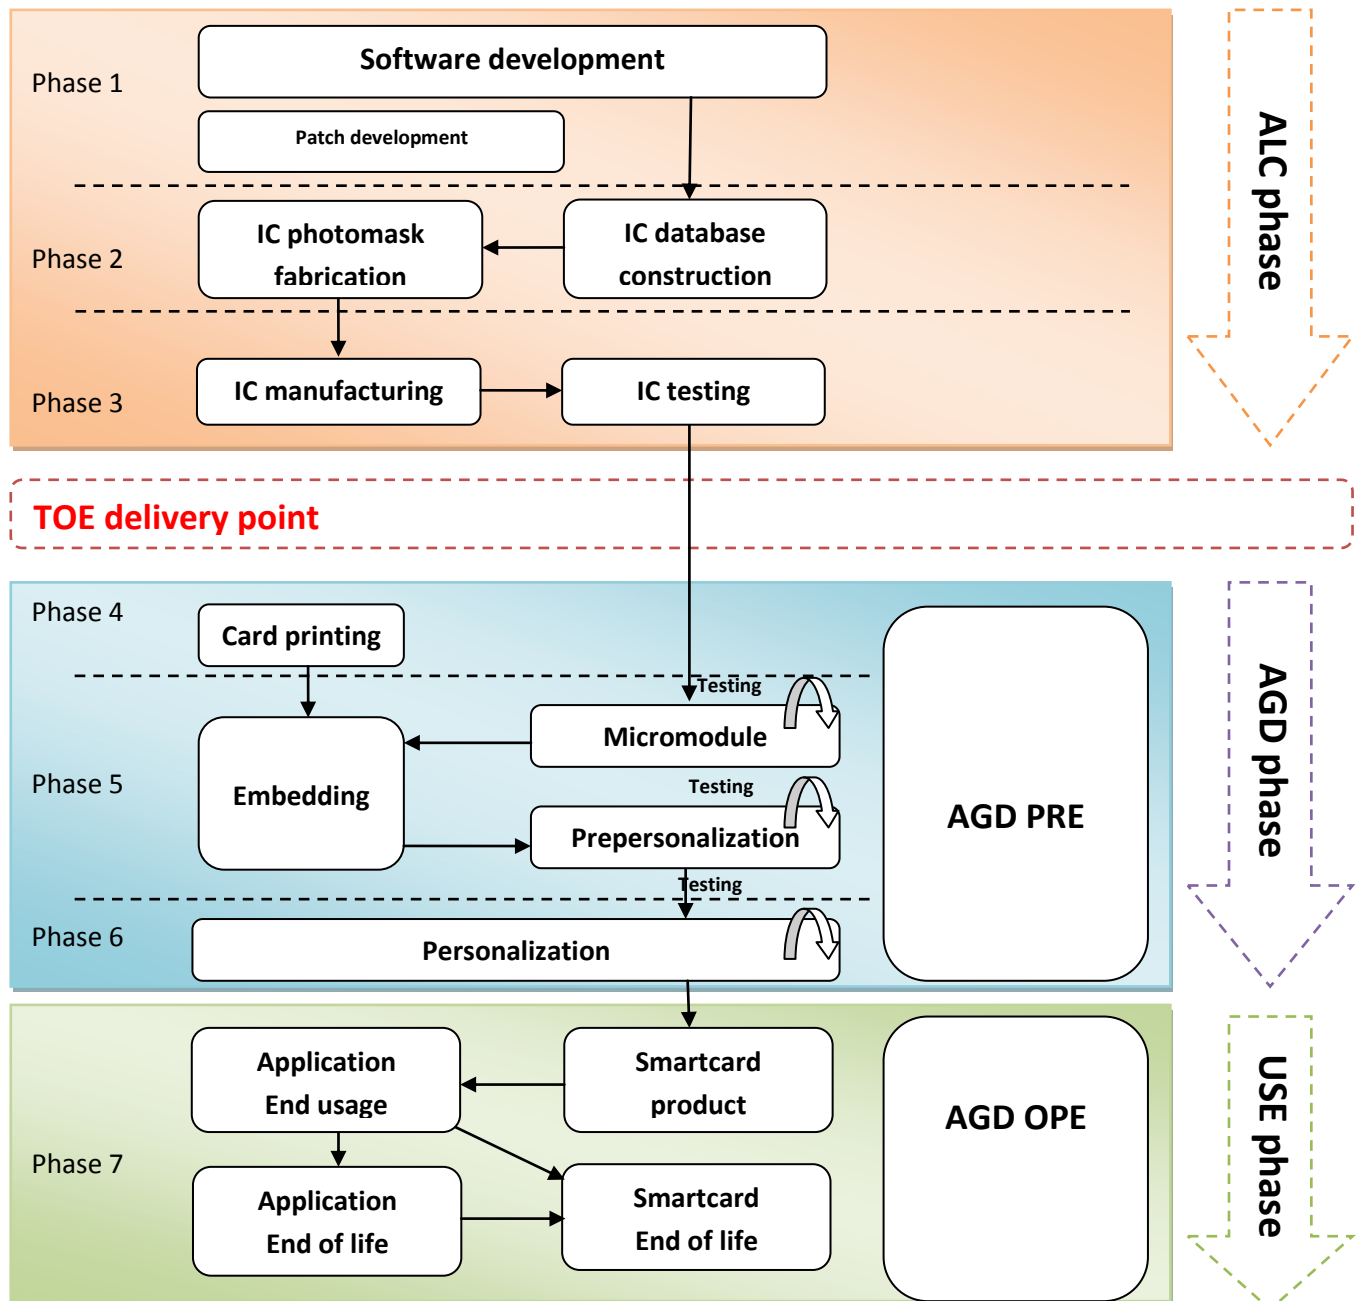 Phase 1
Software development
Patch development
ALC phase
Phase 2
IC photomask
fabrication
IC database
construction
Phase 3
IC manufacturing
IC testing
TOE delivery point
Phase 4
Card printing
AGD phase
Testing
Micromodule
Phase 5
Embedding
Testing
Prepersonalization
AGD PRE
Testing
Phase 6
Personalization
Application
End usage
Smartcard
product
AGD OPE
USE phase
Phase 7
Application
End of life
Smartcard
End of life